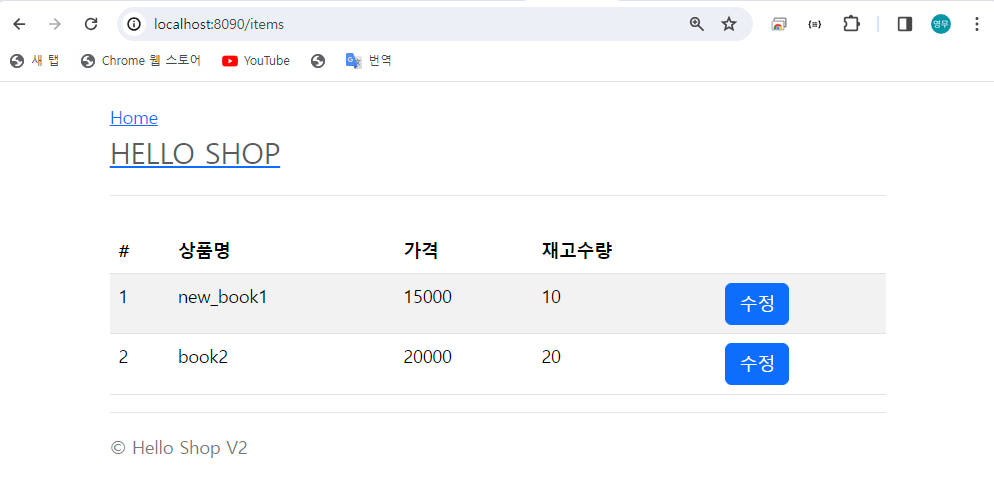 localhost:8090/items
영무
새 탭 Chrome 웹 스토어 YouTube 번역
Home
HELLO SHOP
# 상품명 가격 재고수량
1 new_book1 15000 10 수정
2 book2 20000 20 수정
© Hello Shop V2